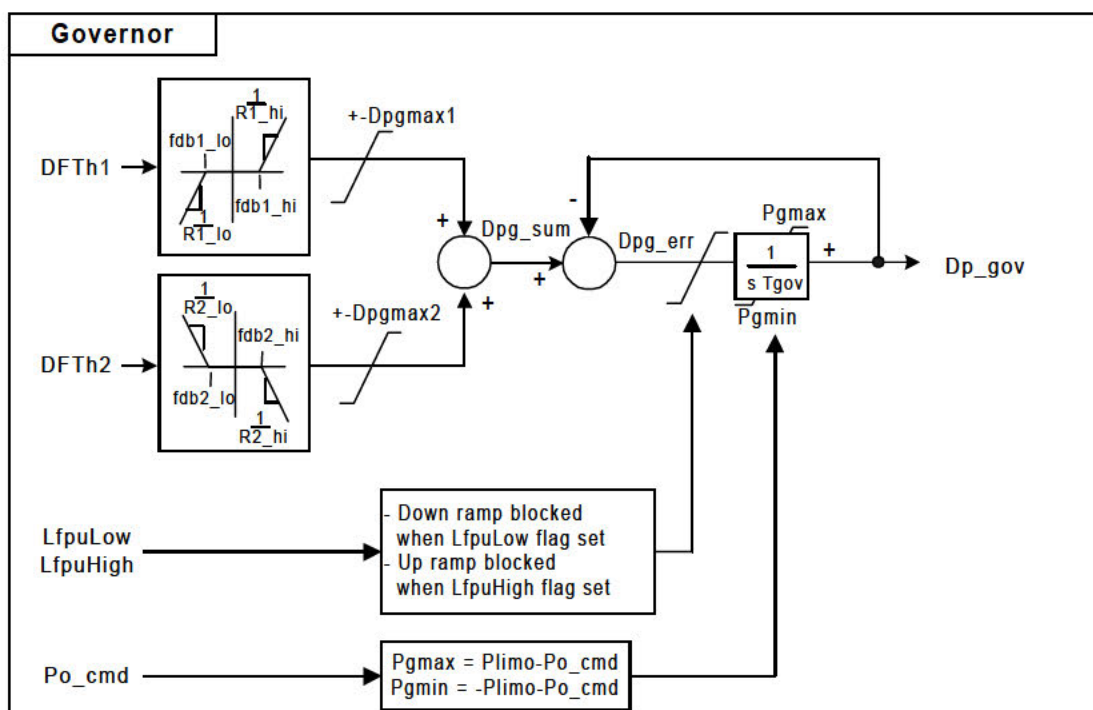 Governor
DFTh1
fdb1_lo
1
R1_hi
1
R1_lo
fdb1_hi
+-Dpgmax1
+
Dpg_sum
+
-
Dpg_err
Pgmax
1
s Tgov
Pgmin
+
Dp_gov
DFTh2
1
R2_lo
fdb2_hi
fdb2_lo
1
R2_hi
+-Dpgmax2
+
LfpuLow
LfpuHigh
- Down ramp blocked
when LfpuLow flag set
- Up ramp blocked
when LfpuHigh flag set
Po_cmd
Pgmax = Plimo-Po_cmd
Pgmin = -Plimo-Po_cmd